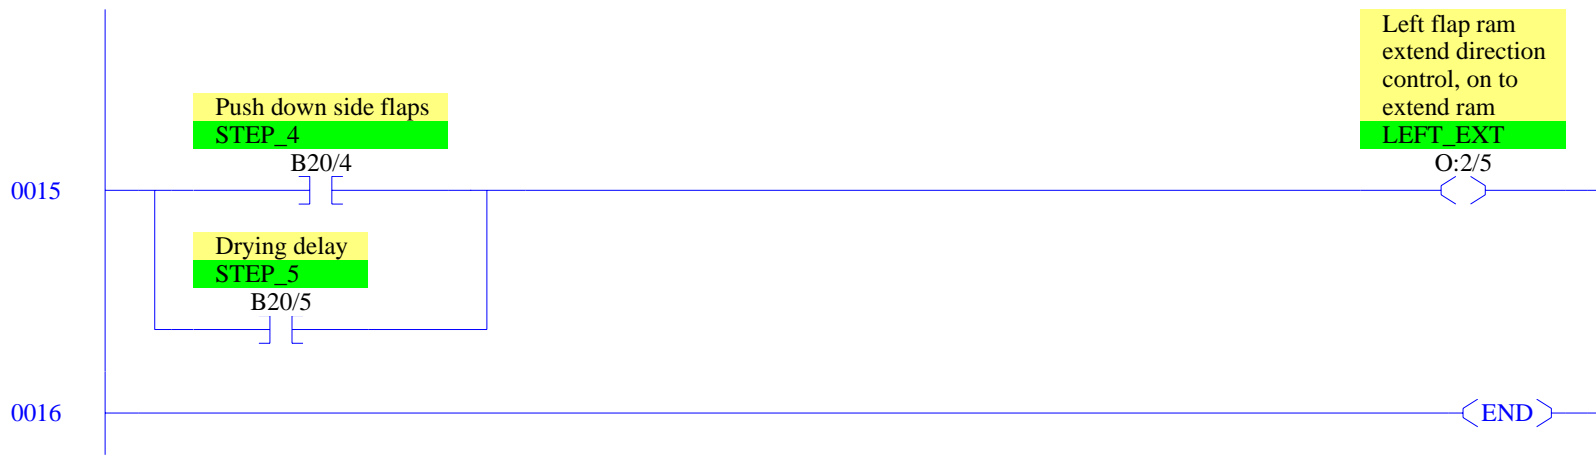 Left flap ram
extend direction
control, on to
extend ram
LEFT_EXT
O:2/5
Push down side flaps
STEP_4
B20/4
0015
Drying delay
STEP_5
B20/5
0016
END